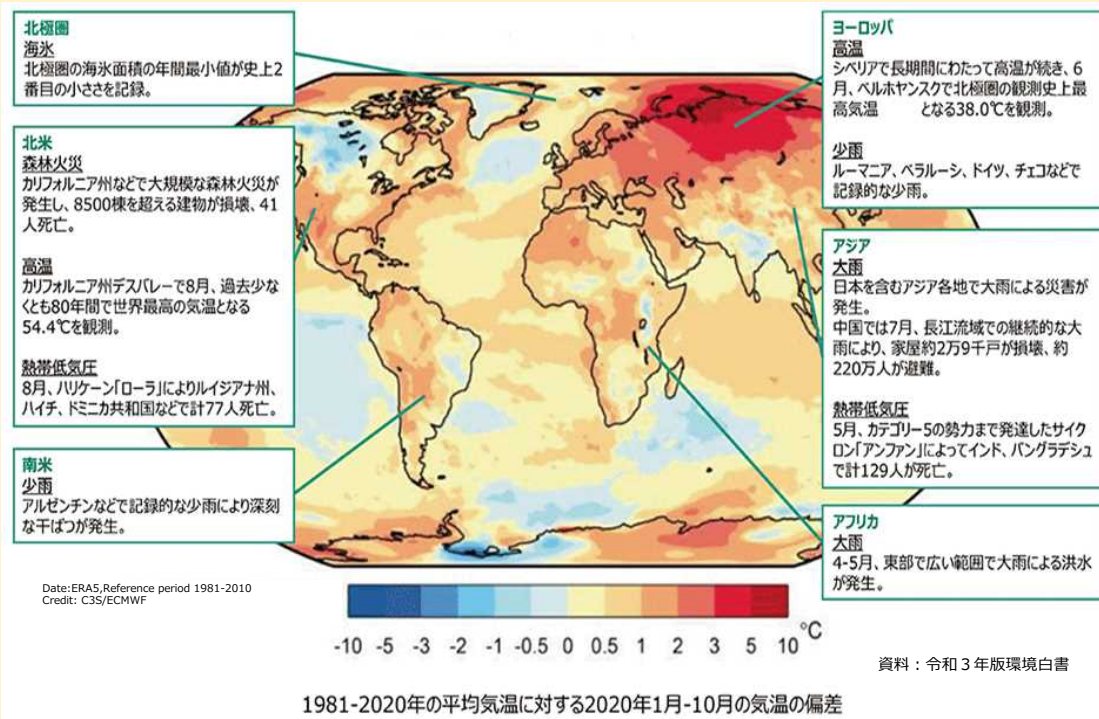 北極圏
海氷
北極圏の海氷面積の年間最小値が史上2
番目の小ささを記録。
北米
森林火災
カリフォルニア州などで大規模な森林火災が
発生し、8500棟を超える建物が損壊、41
人死亡。
高温
カリフォルニア州デスバレーで8月、過去少な
くとも80年間で世界最高の気温となる
54.4℃を観測。
熱帯低気圧
8月、ハリケーン「ローラ」によりルイジアナ州、
ハイチ、ドミニカ共和国などで計77人死亡。
南米
少雨
アルゼンチンなどで記録的な少雨により深刻
な干ばつが発生。
ヨーロッパ
高温
シベリアで長期間にわたって高温が続き、6
月、ベルホヤンスクで北極圏の観測史上最
高気温　　となる38.0℃を観測。
少雨
ルーマニア、ベラルーシ、ドイツ、チェコなどで
記録的な少雨。
アジア
大雨
日本を含むアジア各地で大雨による災害が
発生。
中国では7月、長江流域での継続的な大
雨により、家屋約2万9千戸が損壊、約
220万人が避難。
熱帯低気圧
5月、カテゴリー5の勢力まで発達したサイク
ロン「アンファン」によってインド、バングラデシュ
で計129人が死亡。
アフリカ
大雨
4-5月、東部で広い範囲で大雨による洪水
が発生。
Date:ERA5,Reference period 1981-2010
Credit: C3S/ECMWF
-10 -5 -3 -2 -1 -0.5 0 0.5 1 2 3 5 10 ℃
資料：令和３年版環境白書
1981-2020年の平均気温に対する2020年1月-10月の気温の偏差